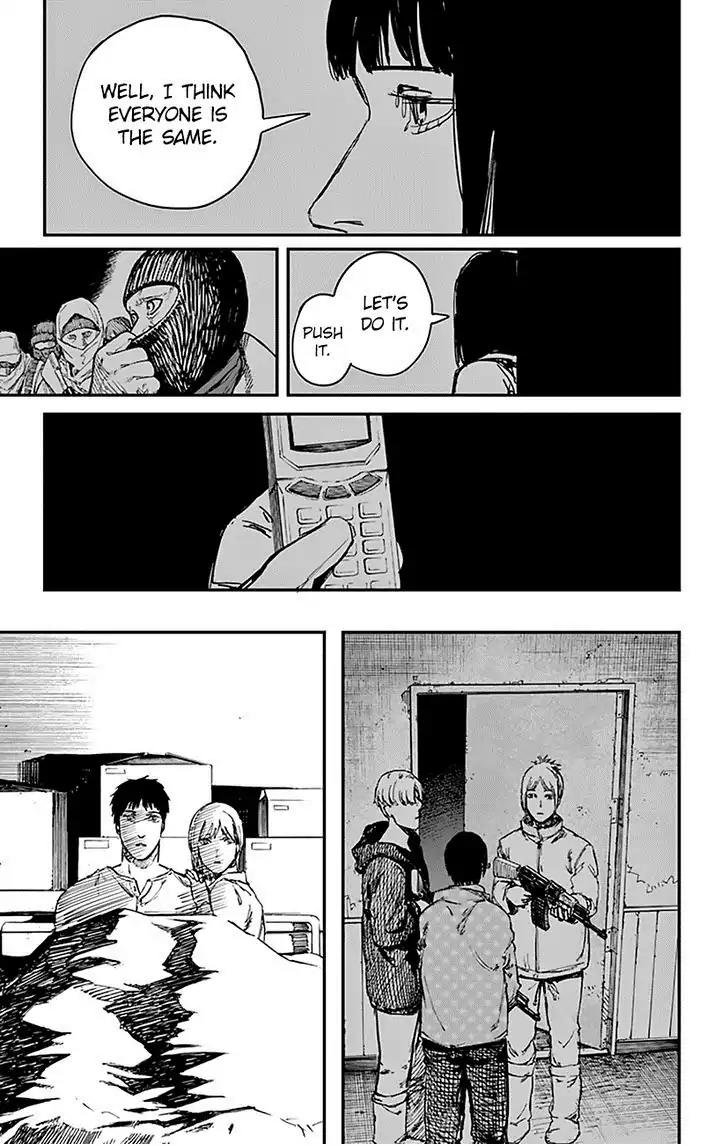 WELL, I THINK
EVERYONE IS
THE SAME.
LET'S
DO IT.
PUSH
IT.